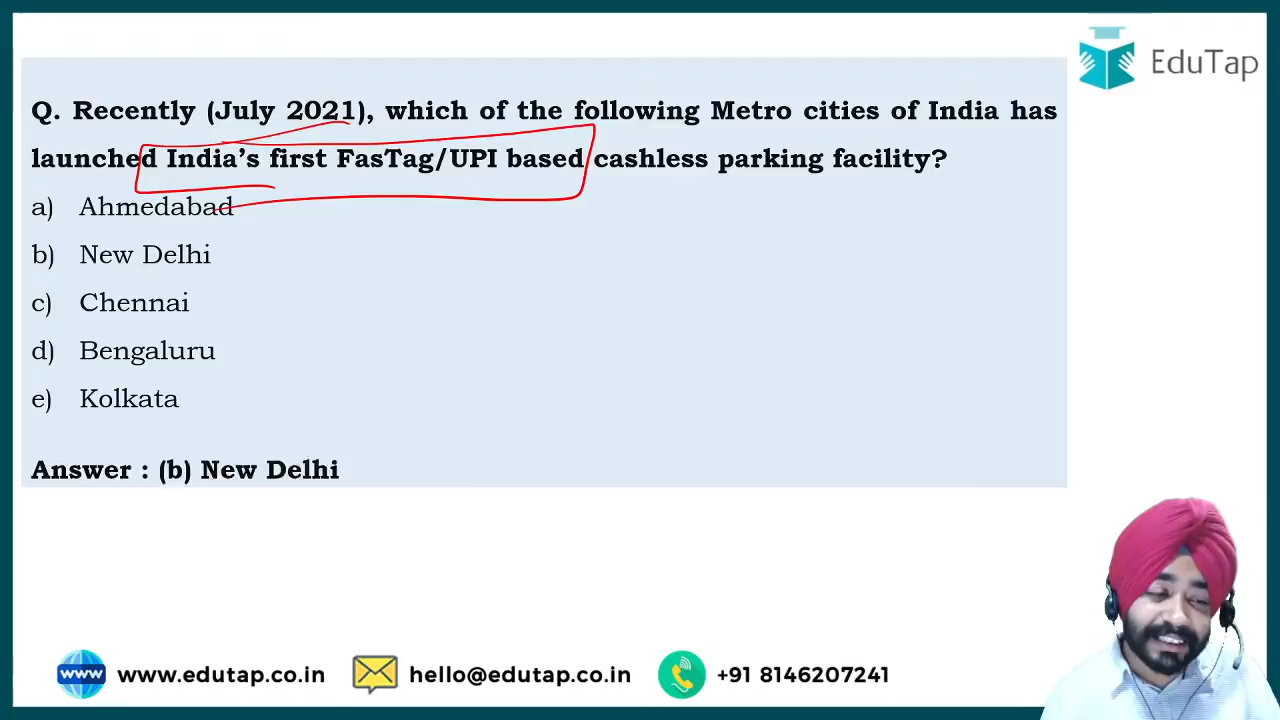 EduTap
Q. Recently (July 2021), which of the following Metro cities of India has
launched India’s first FasTag/UPI based cashless parking facility?
a) Ahmedabad
b) New Delhi
c) Chennai
d) Bengaluru
e) Kolkata
Answer : (b) New Delhi
www www.edutap.co.in hello@edutap.co.in +91 8146207241